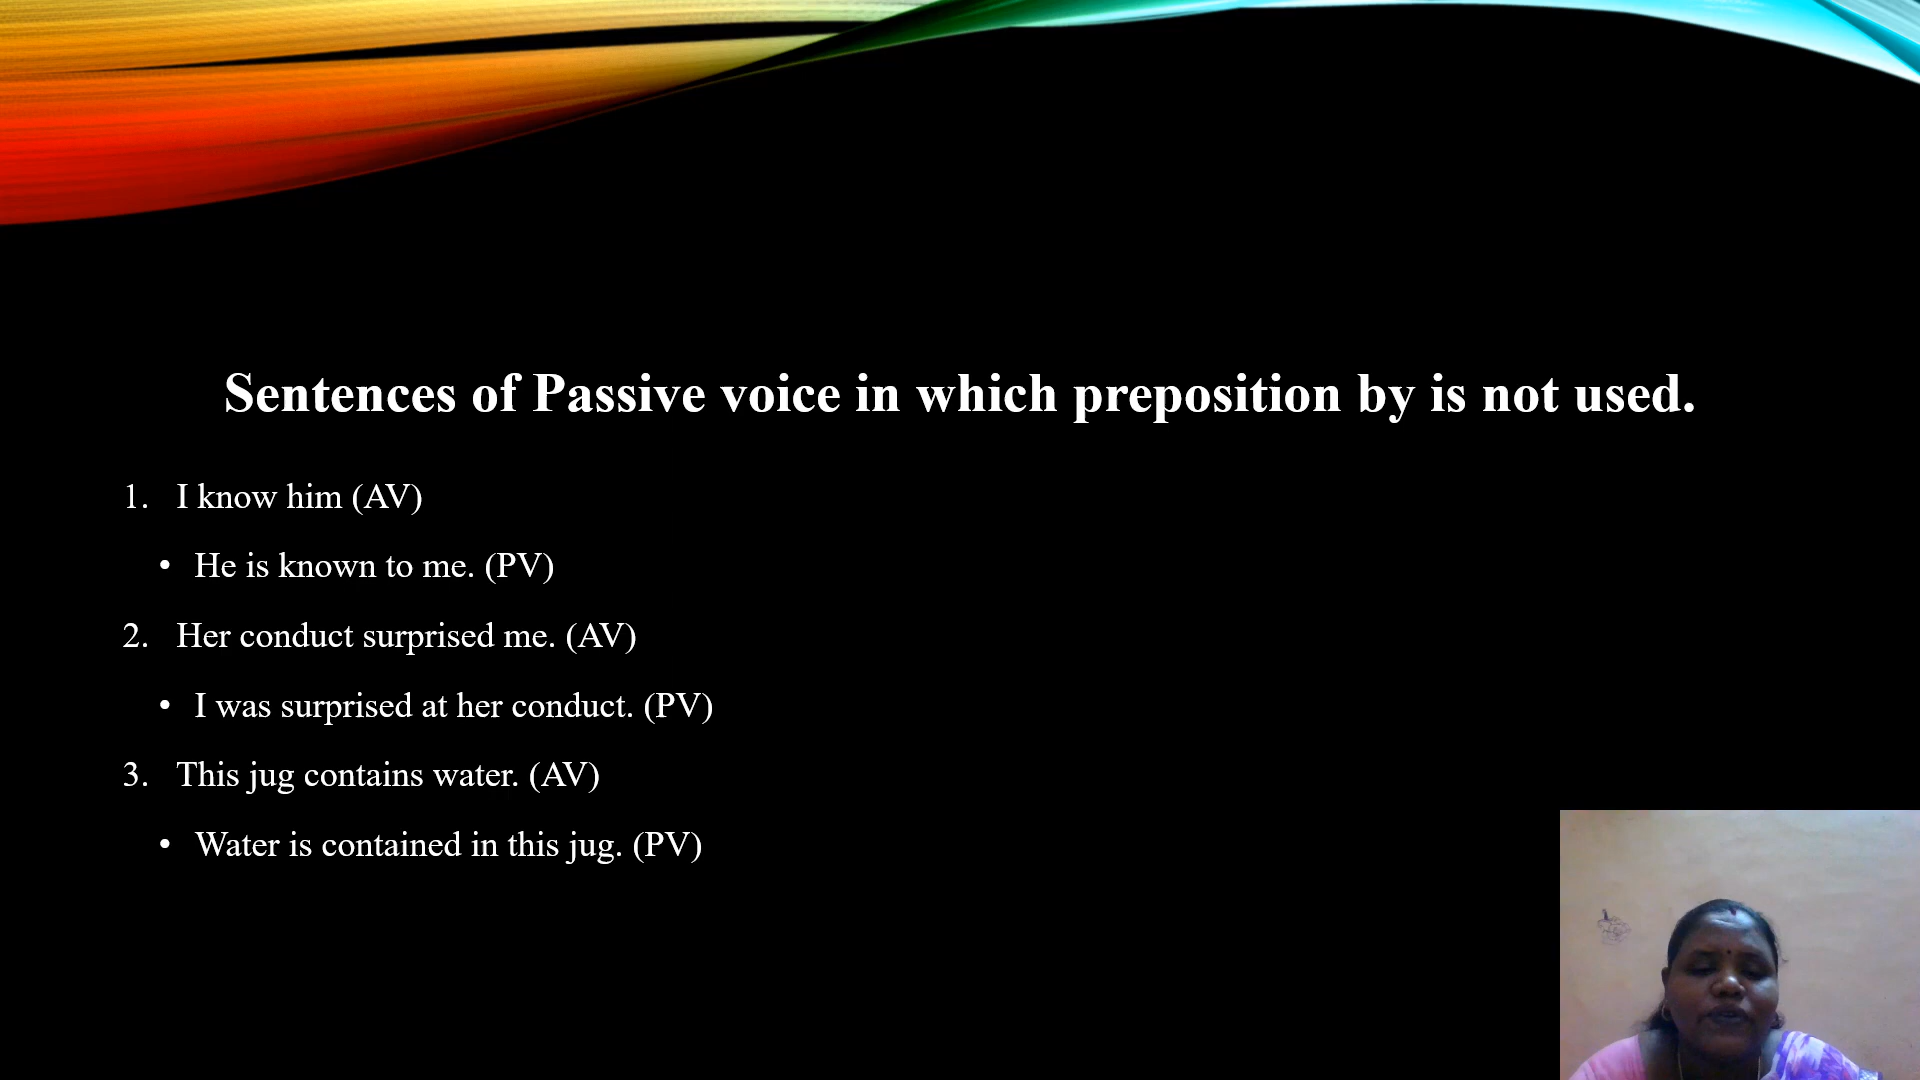 Sentences of Passive voice in which preposition by is not used.
1. I know him (AV)
• He is known to me. (PV)
2. Her conduct surprised me. (AV)
• I was surprised at her conduct. (PV)
3. This jug contains water. (AV)
• Water is contained in this jug. (PV)